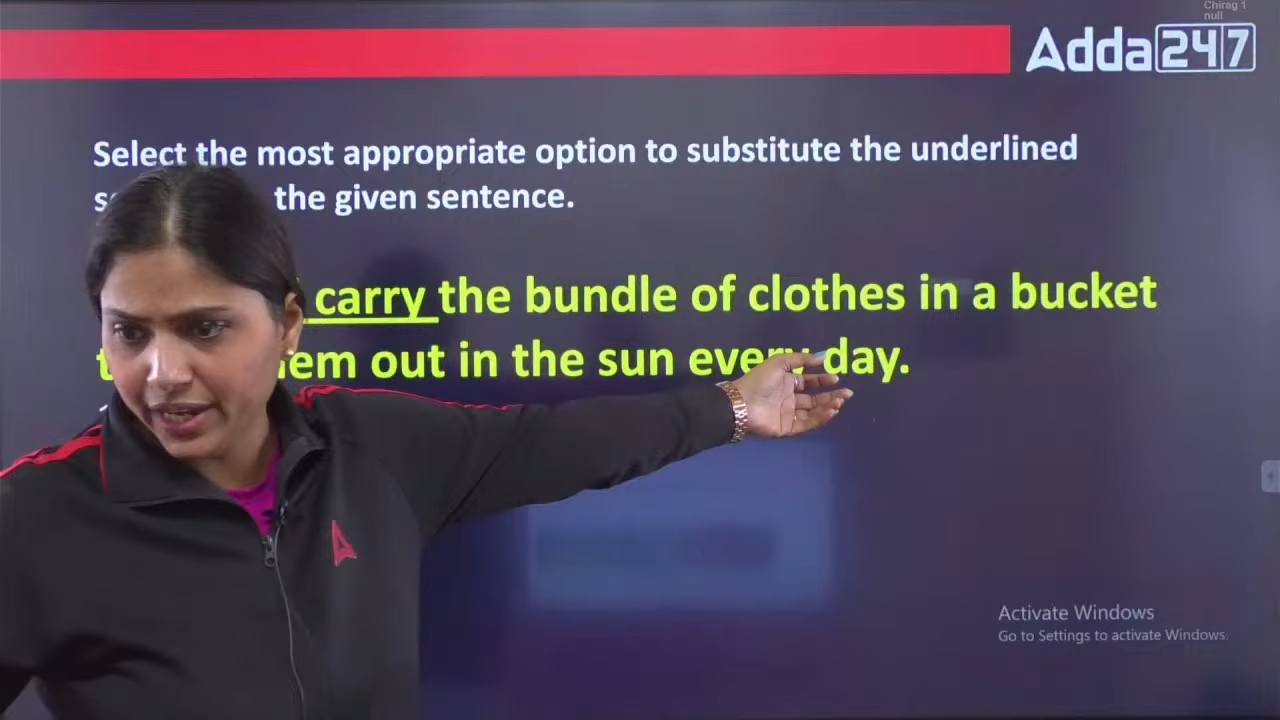 Chirag 1
null
Adda247
Select the most appropriate option to substitute the underlined
the given sentence.
carry the bundle of clothes in a bucket
out in the sun every day.
Activate Windows
Go to Settings to activate Windows.